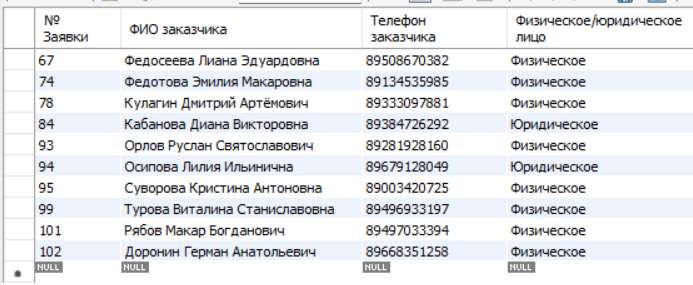 № Заявки ФИО заказчика Телефон заказчика Физическое/юридическое лицо
67 Федосеева Лиана Эдуардовна 89508670382 Физическое
74 Федотова Эмилия Макаровна 89134535985 Физическое
78 Кулагин Дмитрий Артёмович 89333097881 Физическое
84 Кабанова Диана Викторовна 89384726292 Юридическое
93 Орлов Руслан Святославович 89281928160 Физическое
94 Осипова Лилия Ильинична 89679128049 Юридическое
95 Суворова Кристина Антоновна 89003420725 Физическое
99 Турова Виталина Станиславовна 89496933197 Физическое
101 Рябов Макар Богданович 89497033394 Физическое
102 Доронин Герман Анатольевич 89668351258 Физическое
NULL NULL NULL NULL